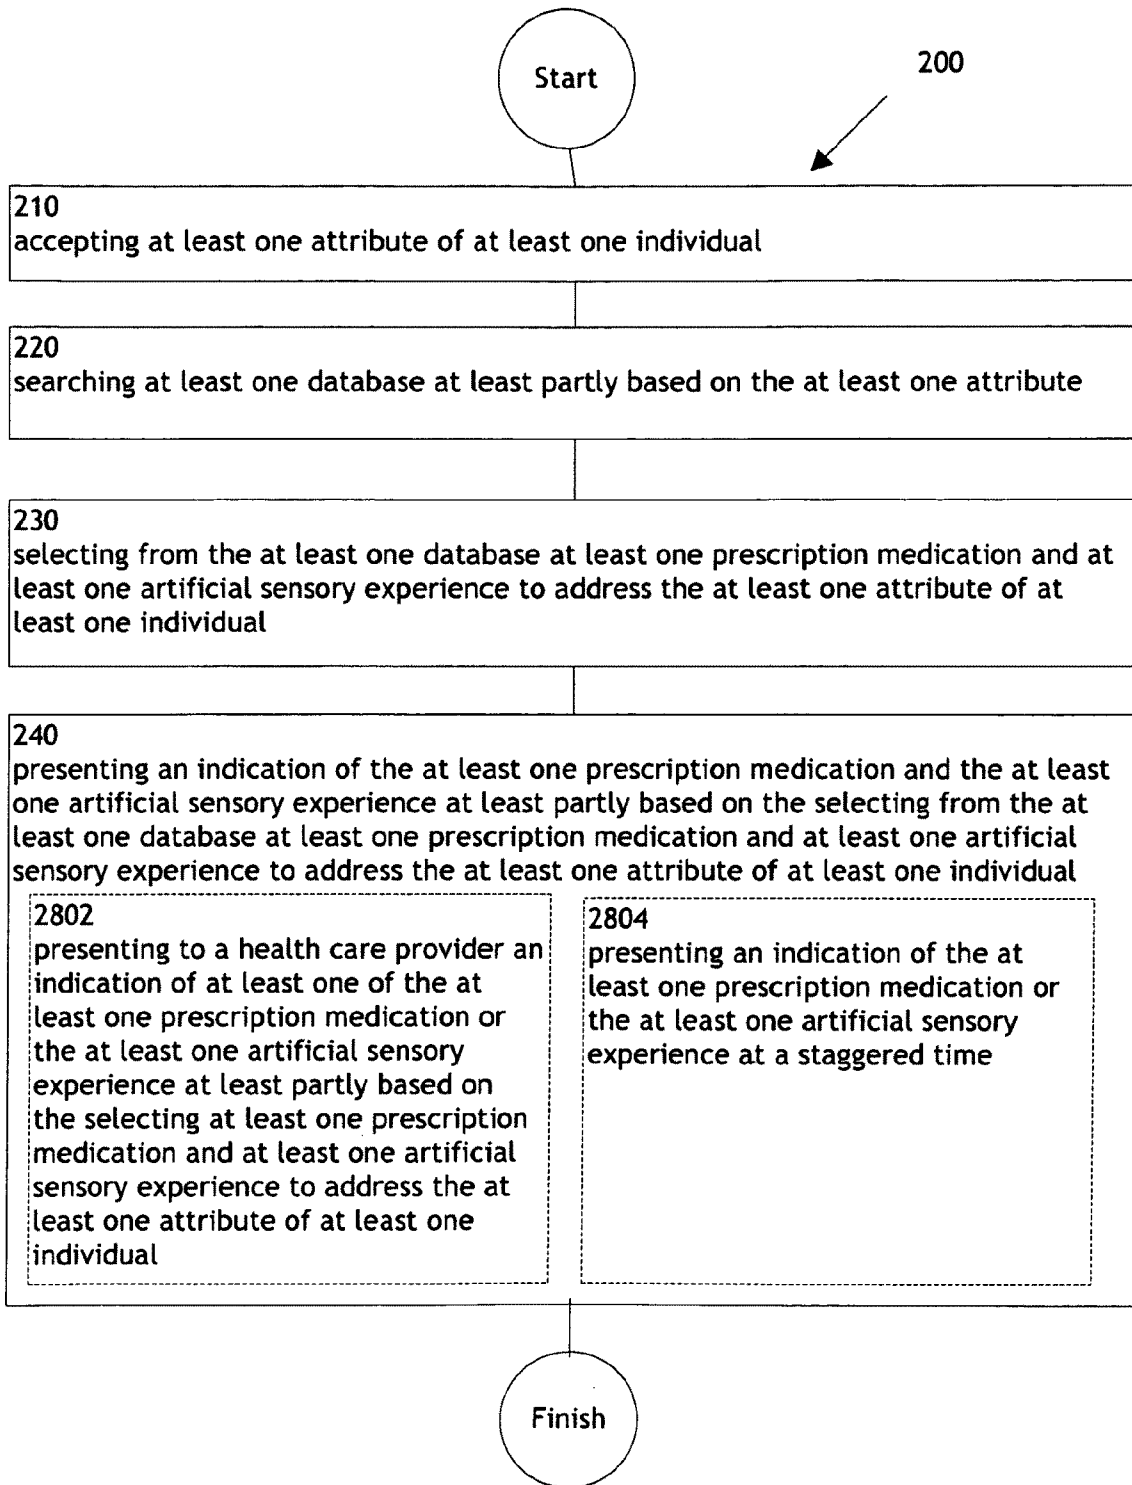 Start
200
210
accepting at least one attribute of at least one individual
220
searching at least one database at least partly based on the at least one attribute
230
selecting from the at least one database at least one prescription medication and at
least one artificial sensory experience to address the at least one attribute of at
least one individual
240
presenting an indication of the at least one prescription medication and the at least
one artificial sensory experience at least partly based on the selecting from the at
least one database at least one prescription medication and at least one artificial
sensory experience to address the at least one attribute of at least one individual
2802
presenting to a health care provider an
indication of at least one of the at
least one prescription medication or
the at least one artificial sensory
experience at least partly based on
the selecting at least one prescription
medication and at least one artificial
sensory experience to address the at
least one attribute of at least one
individual
2804
presenting an indication of the at
least one prescription medication or
the at least one artificial sensory
experience at a staggered time
Finish